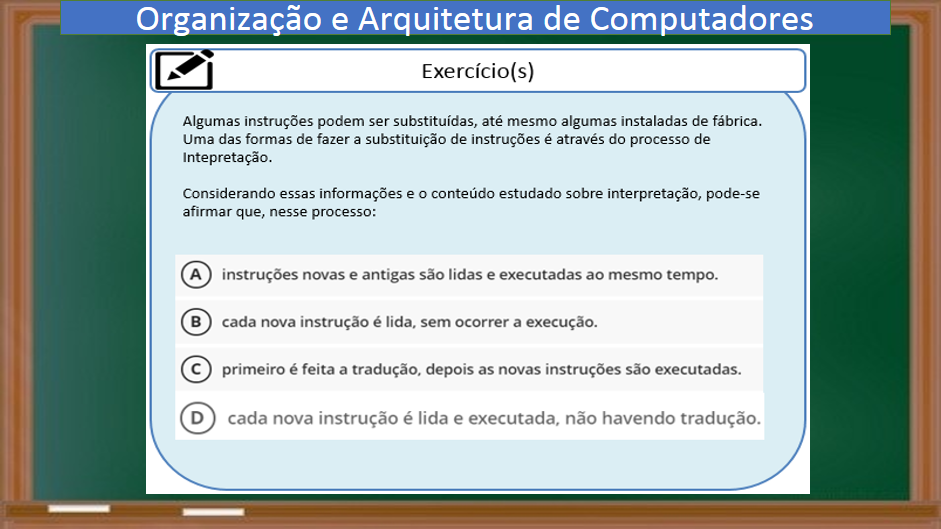 Organização e Arquitetura de Computadores
Exercício(s)
Algumas instruções podem ser substituídas, até mesmo algumas instaladas de fábrica.
Uma das formas de fazer a substituição de instruções é através do processo de
Intepretação.
Considerando essas informações e o conteúdo estudado sobre interpretação, pode-se
afirmar que, nesse processo:
A instruções novas e antigas são lidas e executadas ao mesmo tempo.
B cada nova instrução é lida, sem ocorrer a execução.
C primeiro é feita a tradução, depois as novas instruções são executadas.
D cada nova instrução é lida e executada, não havendo tradução.